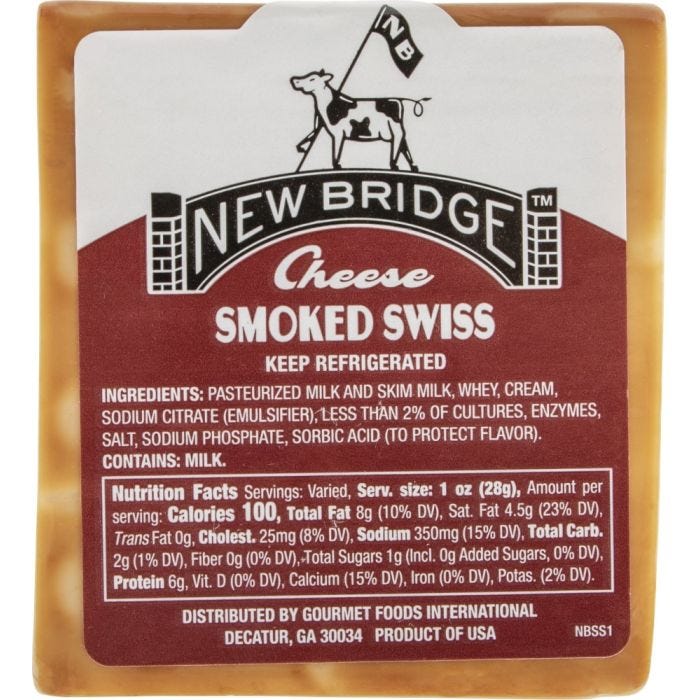 NB
NEW BRIDGE TM
Cheese
SMOKED SWISS
KEEP REFRIGERATED
INGREDIENTS: PASTEURIZED MILK AND SKIM MILK, WHEY, CREAM,
SODIUM CITRATE (EMULSIFIER), LESS THAN 2% OF CULTURES, ENZYMES,
SALT, SODIUM PHOSPHATE, SORBIC ACID (TO PROTECT FLAVOR).
CONTAINS: MILK.
Nutrition Facts Servings: Varied, Serv. size: 1 oz (28g), Amount per
serving: Calories 100, Total Fat 8g (10% DV), Sat. Fat 4.5g (23% DV),
Trans Fat 0g, Cholest. 25mg (8% DV), Sodium 350mg (15% DV), Total Carb.
2g (1% DV), Fiber 0g (0% DV), Total Sugars 1g (Incl. 0g Added Sugars, 0% DV),
Protein 6g, Vit. D (0% DV), Calcium (15% DV), Iron (0% DV), Potas. (2% DV).
DISTRIBUTED BY GOURMET FOODS INTERNATIONAL
DECATUR, GA 30034 PRODUCT OF USA NBSS1